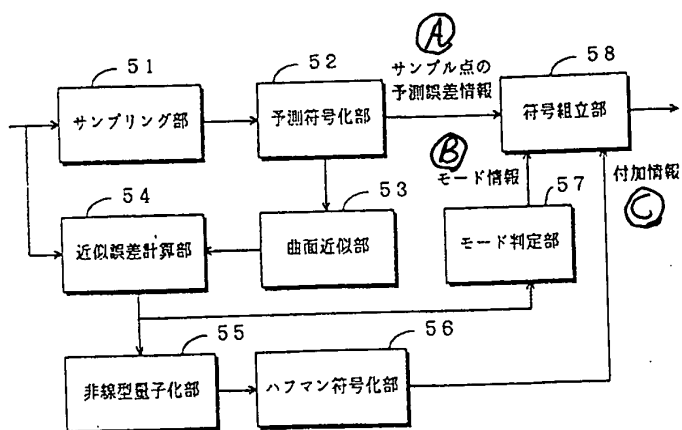 51
サンプリング部
52
予測符号化部
A
サンプル点の
予測誤差情報
58
符号組立部
B
モード情報
付加情報
C
54
近似誤差計算部
53
曲面近似部
57
モード判定部
55
非線型量子化部
56
ハフマン符号化部